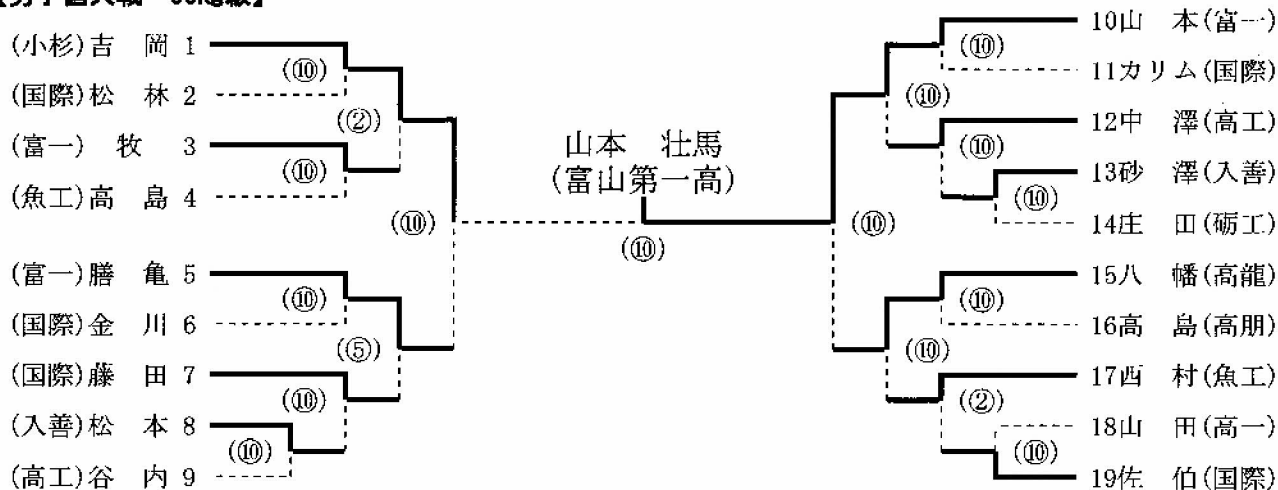 (小杉)吉 岡 1
(⑩)
(国際)松 林 2
(②)
(富一) 牧 3
(⑩)
(魚工)高 島 4
(⑩)
(富一)膳 亀 5
(⑩)
(国際)金 川 6
(⑤)
(国際)藤 田 7
(⑩)
(入善)松 本 8
(⑩)
(高工)谷 内 9
山本 壮馬
(富山第一高)
(⑩)
10山 本(富一)
(⑩)
11カリム(国際)
(⑩)
12中 澤(高工)
(⑩)
13砂 澤(入善)
(⑩)
14庄 田(砺工)
(⑩)
15八 幡(高龍)
(⑩)
16高 島(高朋)
(⑩)
17西 村(魚工)
(②)
18山 田(高一)
(⑩)
19佐 伯(国際)